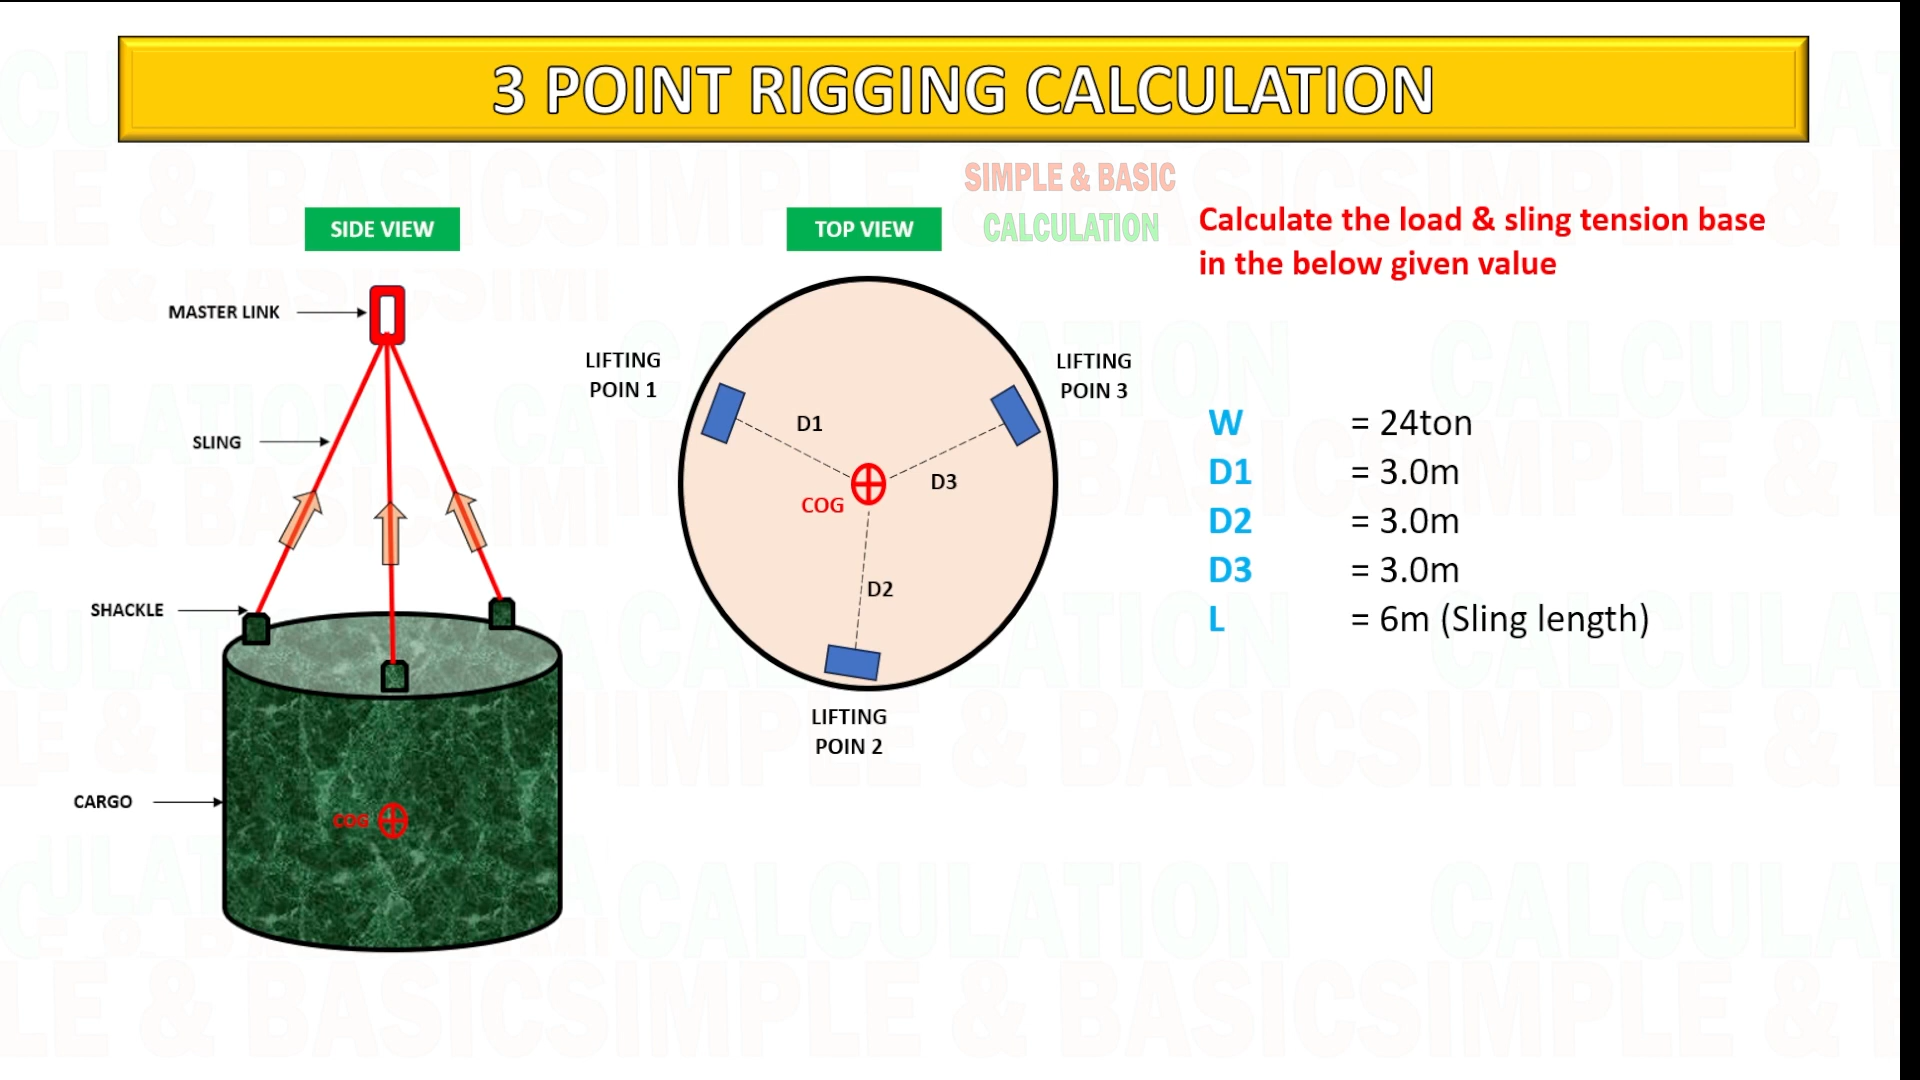 3 POINT RIGGING CALCULATION
SIMPLE & BASIC
CALCULATION
SIDE VIEW
TOP VIEW
Calculate the load & sling tension base
in the below given value
MASTER LINK
SLING
SHACKLE
CARGO
COG
LIFTING
POIN 1
LIFTING
POIN 3
D1
D3
COG
D2
LIFTING
POIN 2
W = 24ton
D1 = 3.0m
D2 = 3.0m
D3 = 3.0m
L = 6m (Sling length)